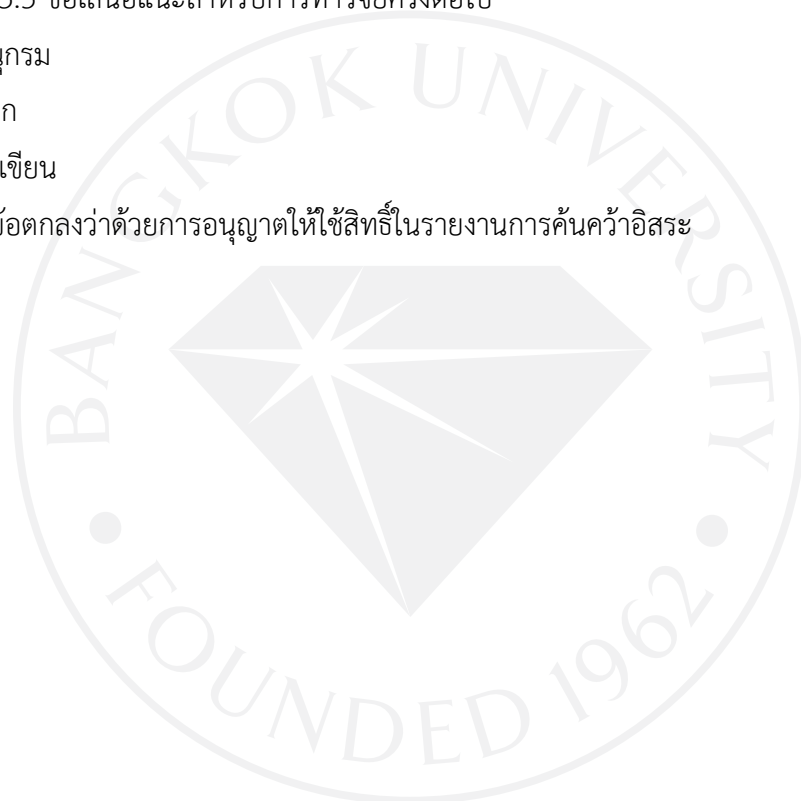 ข้อเสนอแนะสำหรับการทำวิจัยครั้งต่อไป
นุกรม
ก
เขียน
ข้อตกลงว่าด้วยการอนุญาตให้ใช้สิทธิ์ในรายงานการค้นคว้าอิสระ
BANGKOK UNIVERSITY
FOUNDED 1962